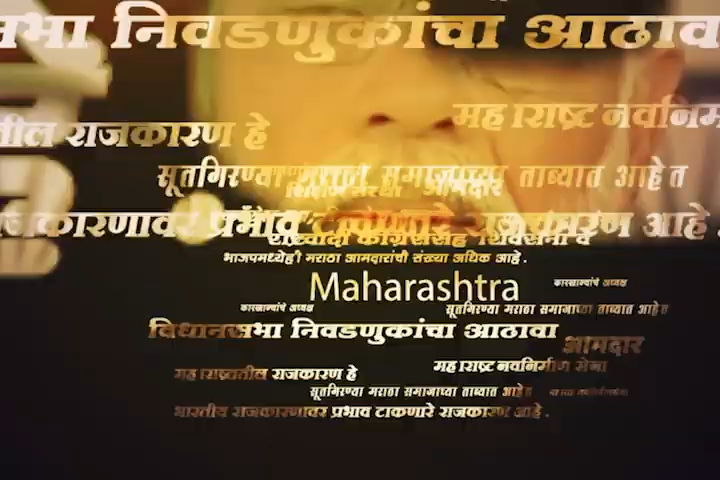 निवडणुकांचा आठाव
राजकारण हे
महाराष्ट्र नवनिर्म
सूतगिरण्या मराठा समाजाच्या ताब्यात आहेत
आमदार
कारणावर प्रभाव टाकणारे राजकारण आहे.
भाजपमध्येही मराठा आमदारांची संख्या अधिक आहे.
Maharashtra
कारखान्यांचे अध्यक्ष
कारखान्यांचे अध्यक्ष
सूतगिरण्या मराठा समाजाच्या ताब्यात आहेत
विधानसभा निवडणुकांचा आठावा
आमदार
महाराष्ट्र नवनिर्माण सेना
महाराष्ट्रातील राजकारण हे
सूतगिरण्या मराठा समाजाच्या ताब्यात आहेत
भारतीय राजकारणावर प्रभाव टाकणारे राजकारण आहे.